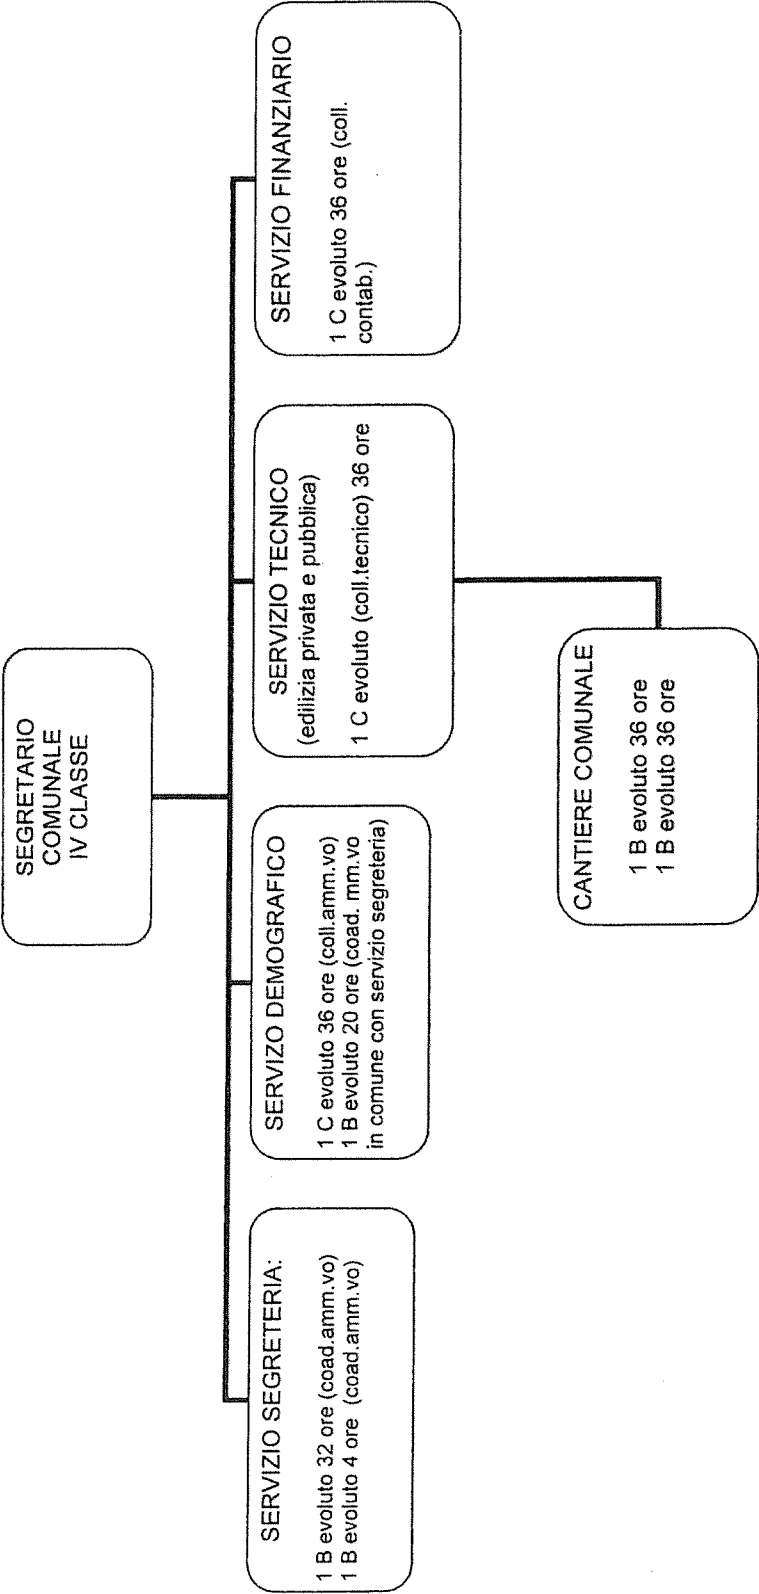 SEGRETARIO
COMUNALE
IV CLASSE
SERVIZIO SEGRETERIA:
1 B evoluto 32 ore (coad.amm.vo)
1 B evoluto 4 ore (coad.amm.vo)
SERVIZO DEMOGRAFICO
1 C evoluto 36 ore (coll.amm.vo)
1 B evoluto 20 ore (coad. mm.vo
in comune con servizio segreteria)
SERVIZIO TECNICO
(edilizia privata e pubblica)
1 C evoluto (coll.tecnico) 36 ore
SERVIZIO FINANZIARIO
1 C evoluto 36 ore (coll.
contab.)
CANTIERE COMUNALE
1 B evoluto 36 ore
1 B evoluto 36 ore